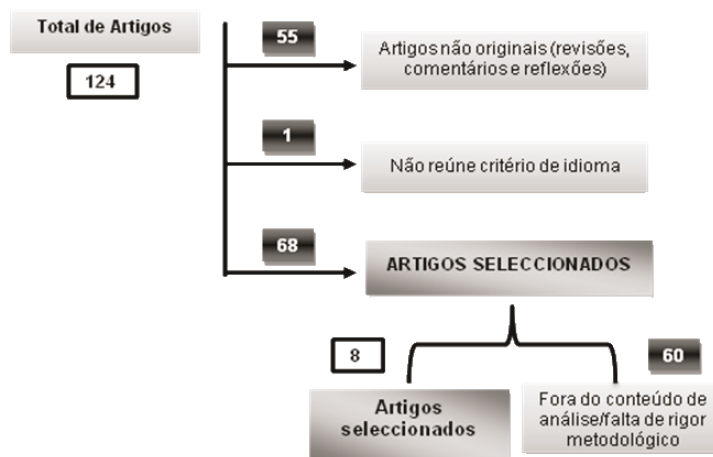 Total de Artigos
124
55
Artigos não originais (revisões,
comentários e reflexões)
1
Não reúne critério de idioma
68
ARTIGOS SELECCIONADOS
8
Artigos
seleccionados
60
Fora do conteúdo de
análise/falta de rigor
metodológico